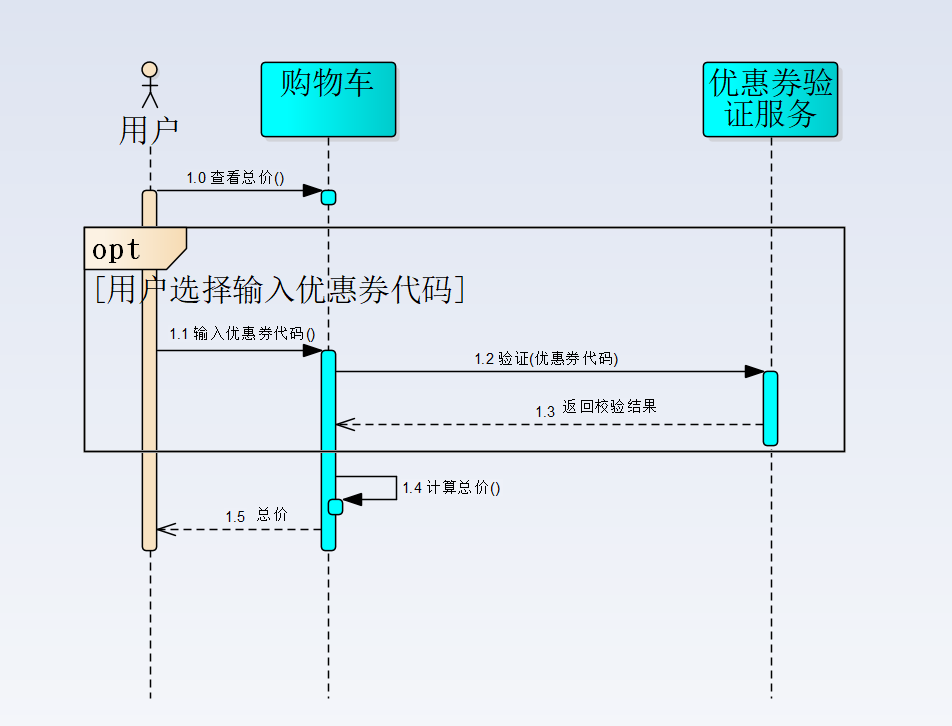 用户
购物车
优惠券验
证服务
1.0 查看总价()
opt
[用户选择输入优惠券代码]
1.1 输入优惠券代码()
1.2 验证(优惠券代码)
1.3 返回校验结果
1.4 计算总价()
1.5 总价